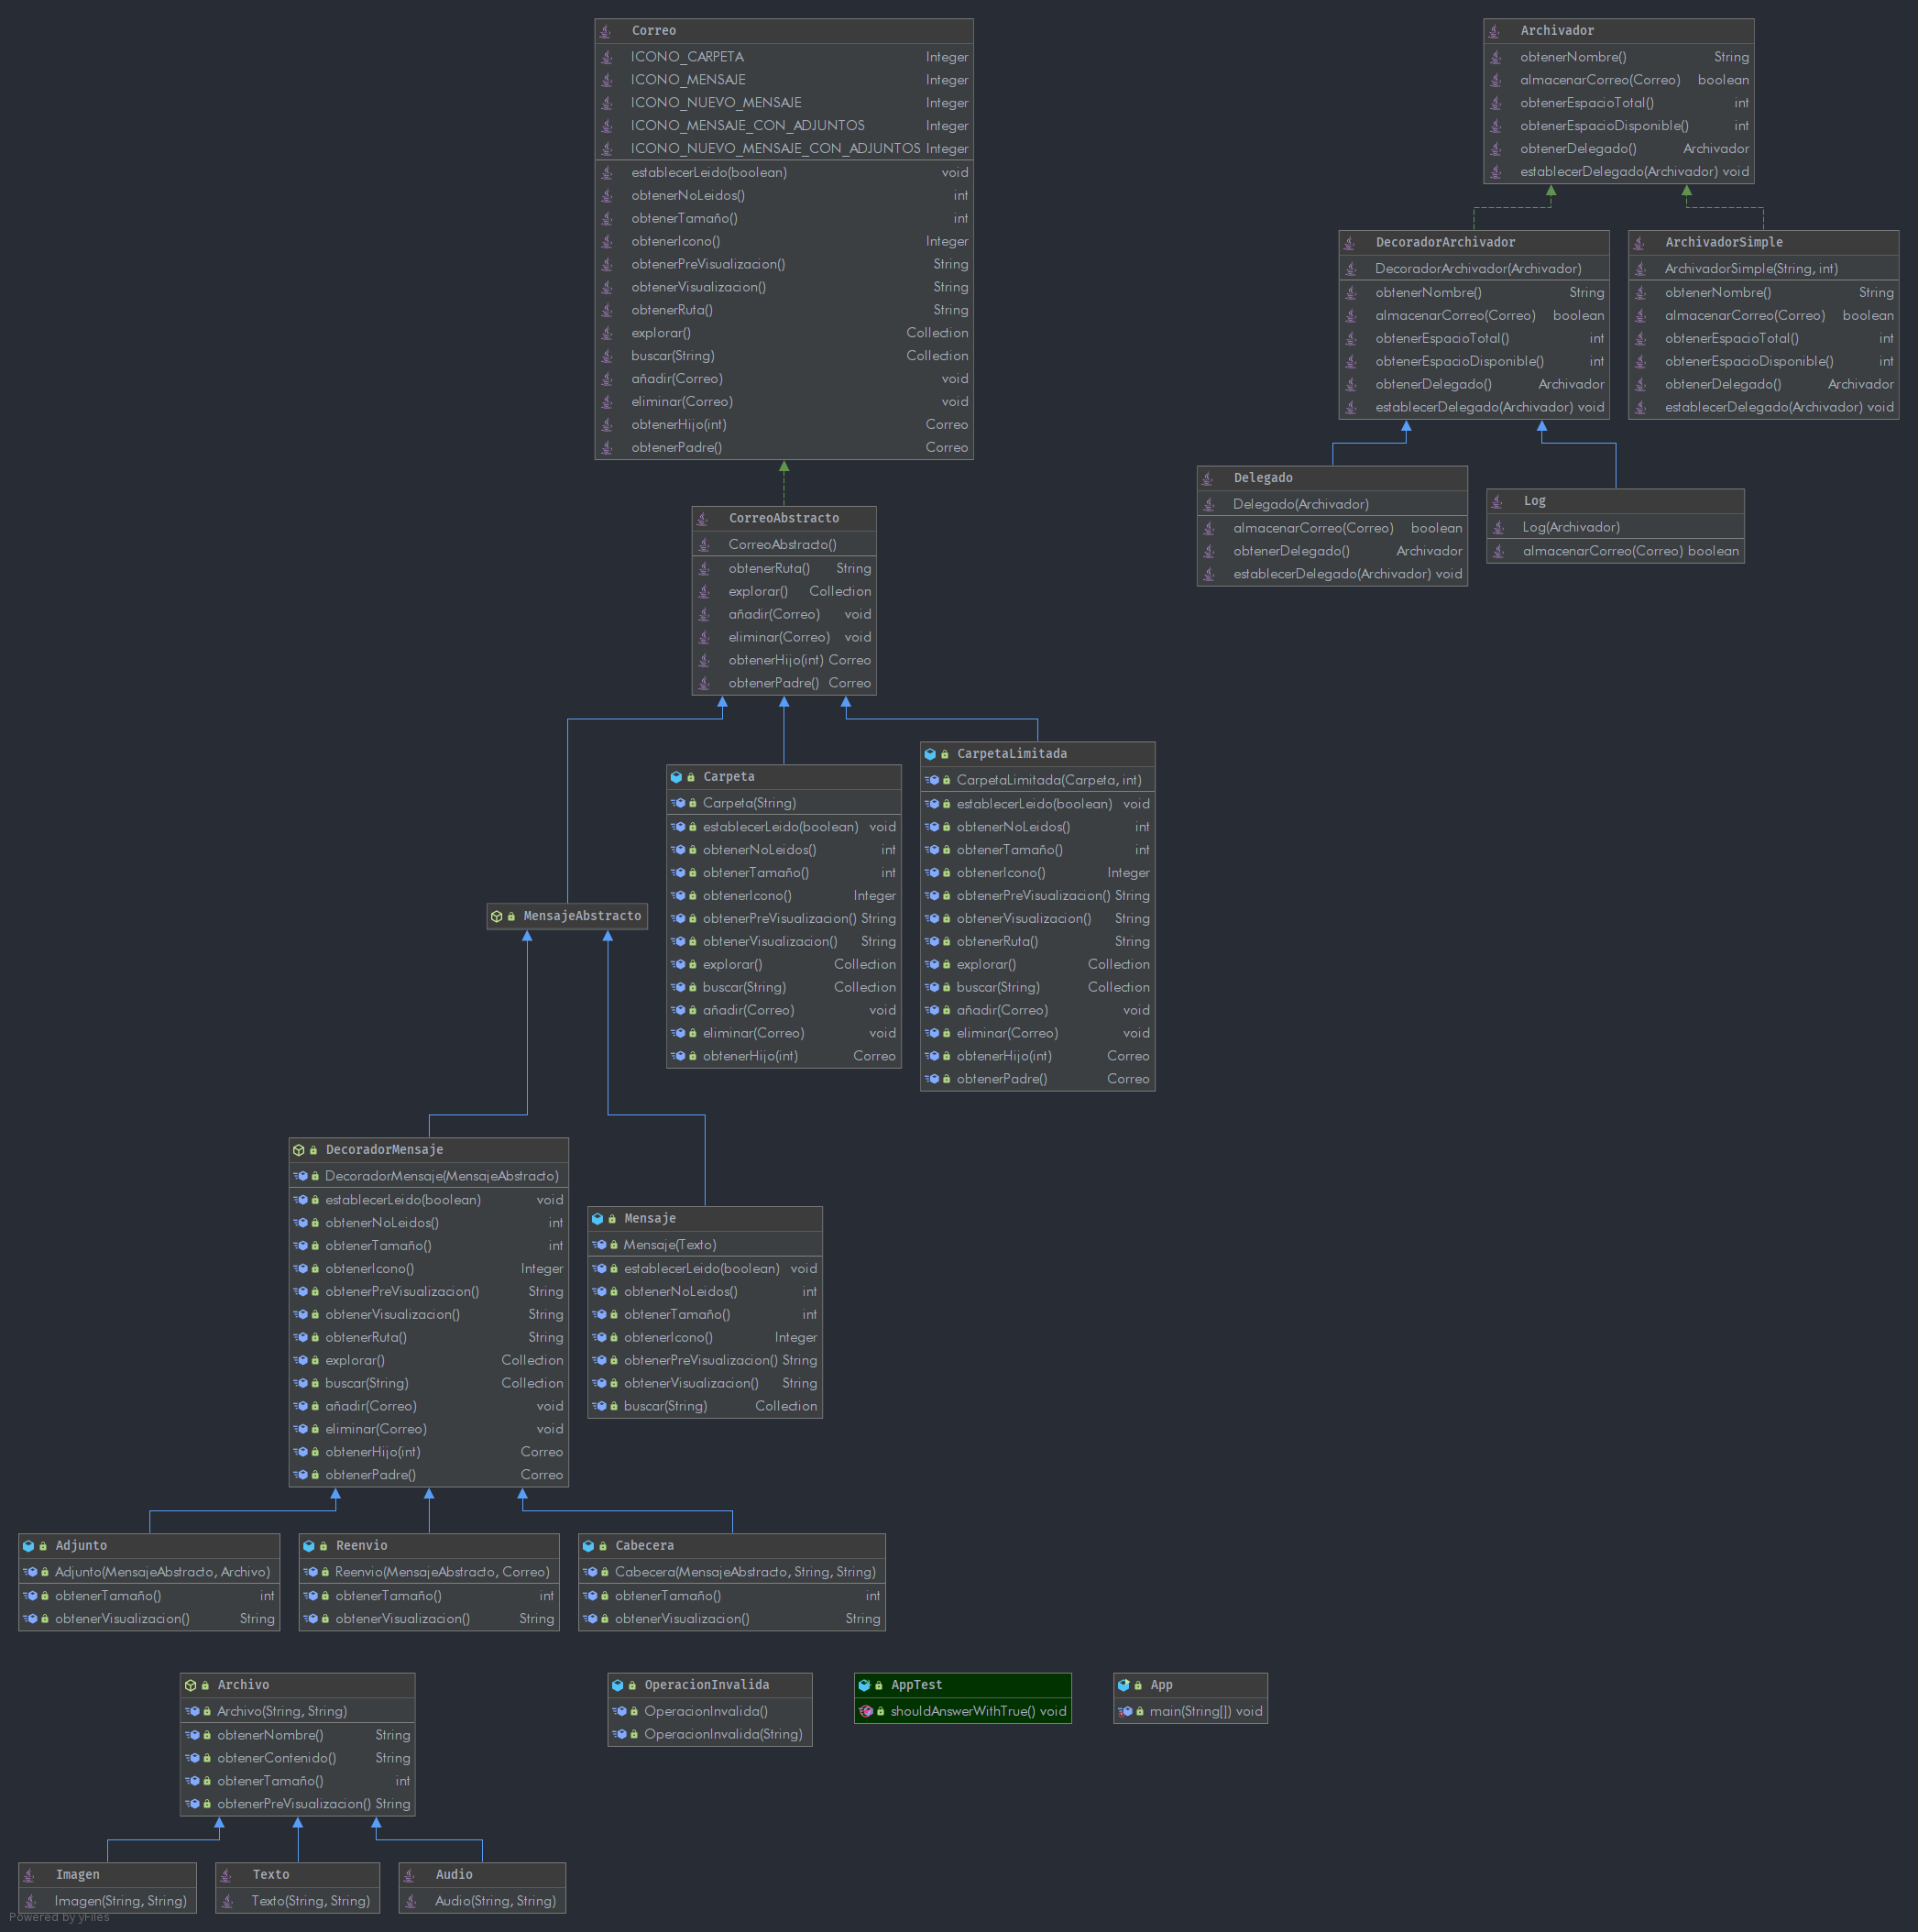 Correo
ICONO_CARPETA Integer
ICONO_MENSAJE Integer
ICONO_NUEVO_MENSAJE Integer
ICONO_MENSAJE_CON_ADJUNTOS Integer
ICONO_NUEVO_MENSAJE_CON_ADJUNTOS Integer
establecerLeido(boolean) void
obtenerNoLeidos() int
obtenerTamaño() int
obtenerIcono() Integer
obtenerPreVisualizacion() String
obtenerVisualizacion() String
obtenerRuta() String
explorar() Collection
buscar(String) Collection
añadir(Correo) void
eliminar(Correo) void
obtenerHijo(int) Correo
obtenerPadre() Correo
Archivador
obtenerNombre() String
almacenarCorreo(Correo) boolean
obtenerEspacioTotal() int
obtenerEspacioDisponible() int
obtenerDelegado() Archivador
establecerDelegado(Archivador) void
DecoradorArchivador
DecoradorArchivador(Archivador)
obtenerNombre() String
almacenarCorreo(Correo) boolean
obtenerEspacioTotal() int
obtenerEspacioDisponible() int
obtenerDelegado() Archivador
establecerDelegado(Archivador) void
ArchivadorSimple
ArchivadorSimple(String, int)
obtenerNombre() String
almacenarCorreo(Correo) boolean
obtenerEspacioTotal() int
obtenerEspacioDisponible() int
obtenerDelegado() Archivador
establecerDelegado(Archivador) void
Delegado
Delegado(Archivador)
almacenarCorreo(Correo) boolean
obtenerDelegado() Archivador
establecerDelegado(Archivador) void
Log
Log(Archivador)
almacenarCorreo(Correo) boolean
CorreoAbstracto
CorreoAbstracto()
obtenerRuta() String
explorar() Collection
añadir(Correo) void
eliminar(Correo) void
obtenerHijo(int) Correo
obtenerPadre() Correo
Carpeta
Carpeta(String)
establecerLeido(boolean) void
obtenerNoLeidos() int
obtenerTamaño() int
obtenerIcono() Integer
obtenerPreVisualizacion() String
obtenerVisualizacion() String
explorar() Collection
buscar(String) Collection
añadir(Correo) void
eliminar(Correo) void
obtenerHijo(int) Correo
CarpetaLimitada
CarpetaLimitada(Carpeta, int)
establecerLeido(boolean) void
obtenerNoLeidos() int
obtenerTamaño() int
obtenerIcono() Integer
obtenerPreVisualizacion() String
obtenerVisualizacion() String
obtenerRuta() String
explorar() Collection
buscar(String) Collection
añadir(Correo) void
eliminar(Correo) void
obtenerHijo(int) Correo
obtenerPadre() Correo
MensajeAbstracto
DecoradorMensaje
DecoradorMensaje(MensajeAbstracto)
establecerLeido(boolean) void
obtenerNoLeidos() int
obtenerTamaño() int
obtenerIcono() Integer
obtenerPreVisualizacion() String
obtenerVisualizacion() String
obtenerRuta() String
explorar() Collection
buscar(String) Collection
añadir(Correo) void
eliminar(Correo) void
obtenerHijo(int) Correo
obtenerPadre() Correo
Mensaje
Mensaje(Texto)
establecerLeido(boolean) void
obtenerNoLeidos() int
obtenerTamaño() int
obtenerIcono() Integer
obtenerPreVisualizacion() String
obtenerVisualizacion() String
buscar(String) Collection
Adjunto
Adjunto(MensajeAbstracto, Archivo)
obtenerTamaño() int
obtenerVisualizacion() String
Reenvio
Reenvio(MensajeAbstracto, Correo)
obtenerTamaño() int
obtenerVisualizacion() String
Cabecera
Cabecera(MensajeAbstracto, String, String)
obtenerTamaño() int
obtenerVisualizacion() String
Archivo
Archivo(String, String)
obtenerNombre() String
obtenerContenido() String
obtenerTamaño() int
obtenerPreVisualizacion() String
OperacionInvalida
OperacionInvalida()
OperacionInvalida(String)
AppTest
shouldAnswerWithTrue() void
App
main(String[]) void
Imagen
Imagen(String, String)
Texto
Texto(String, String)
Audio
Audio(String, String)
Powered by yFiles